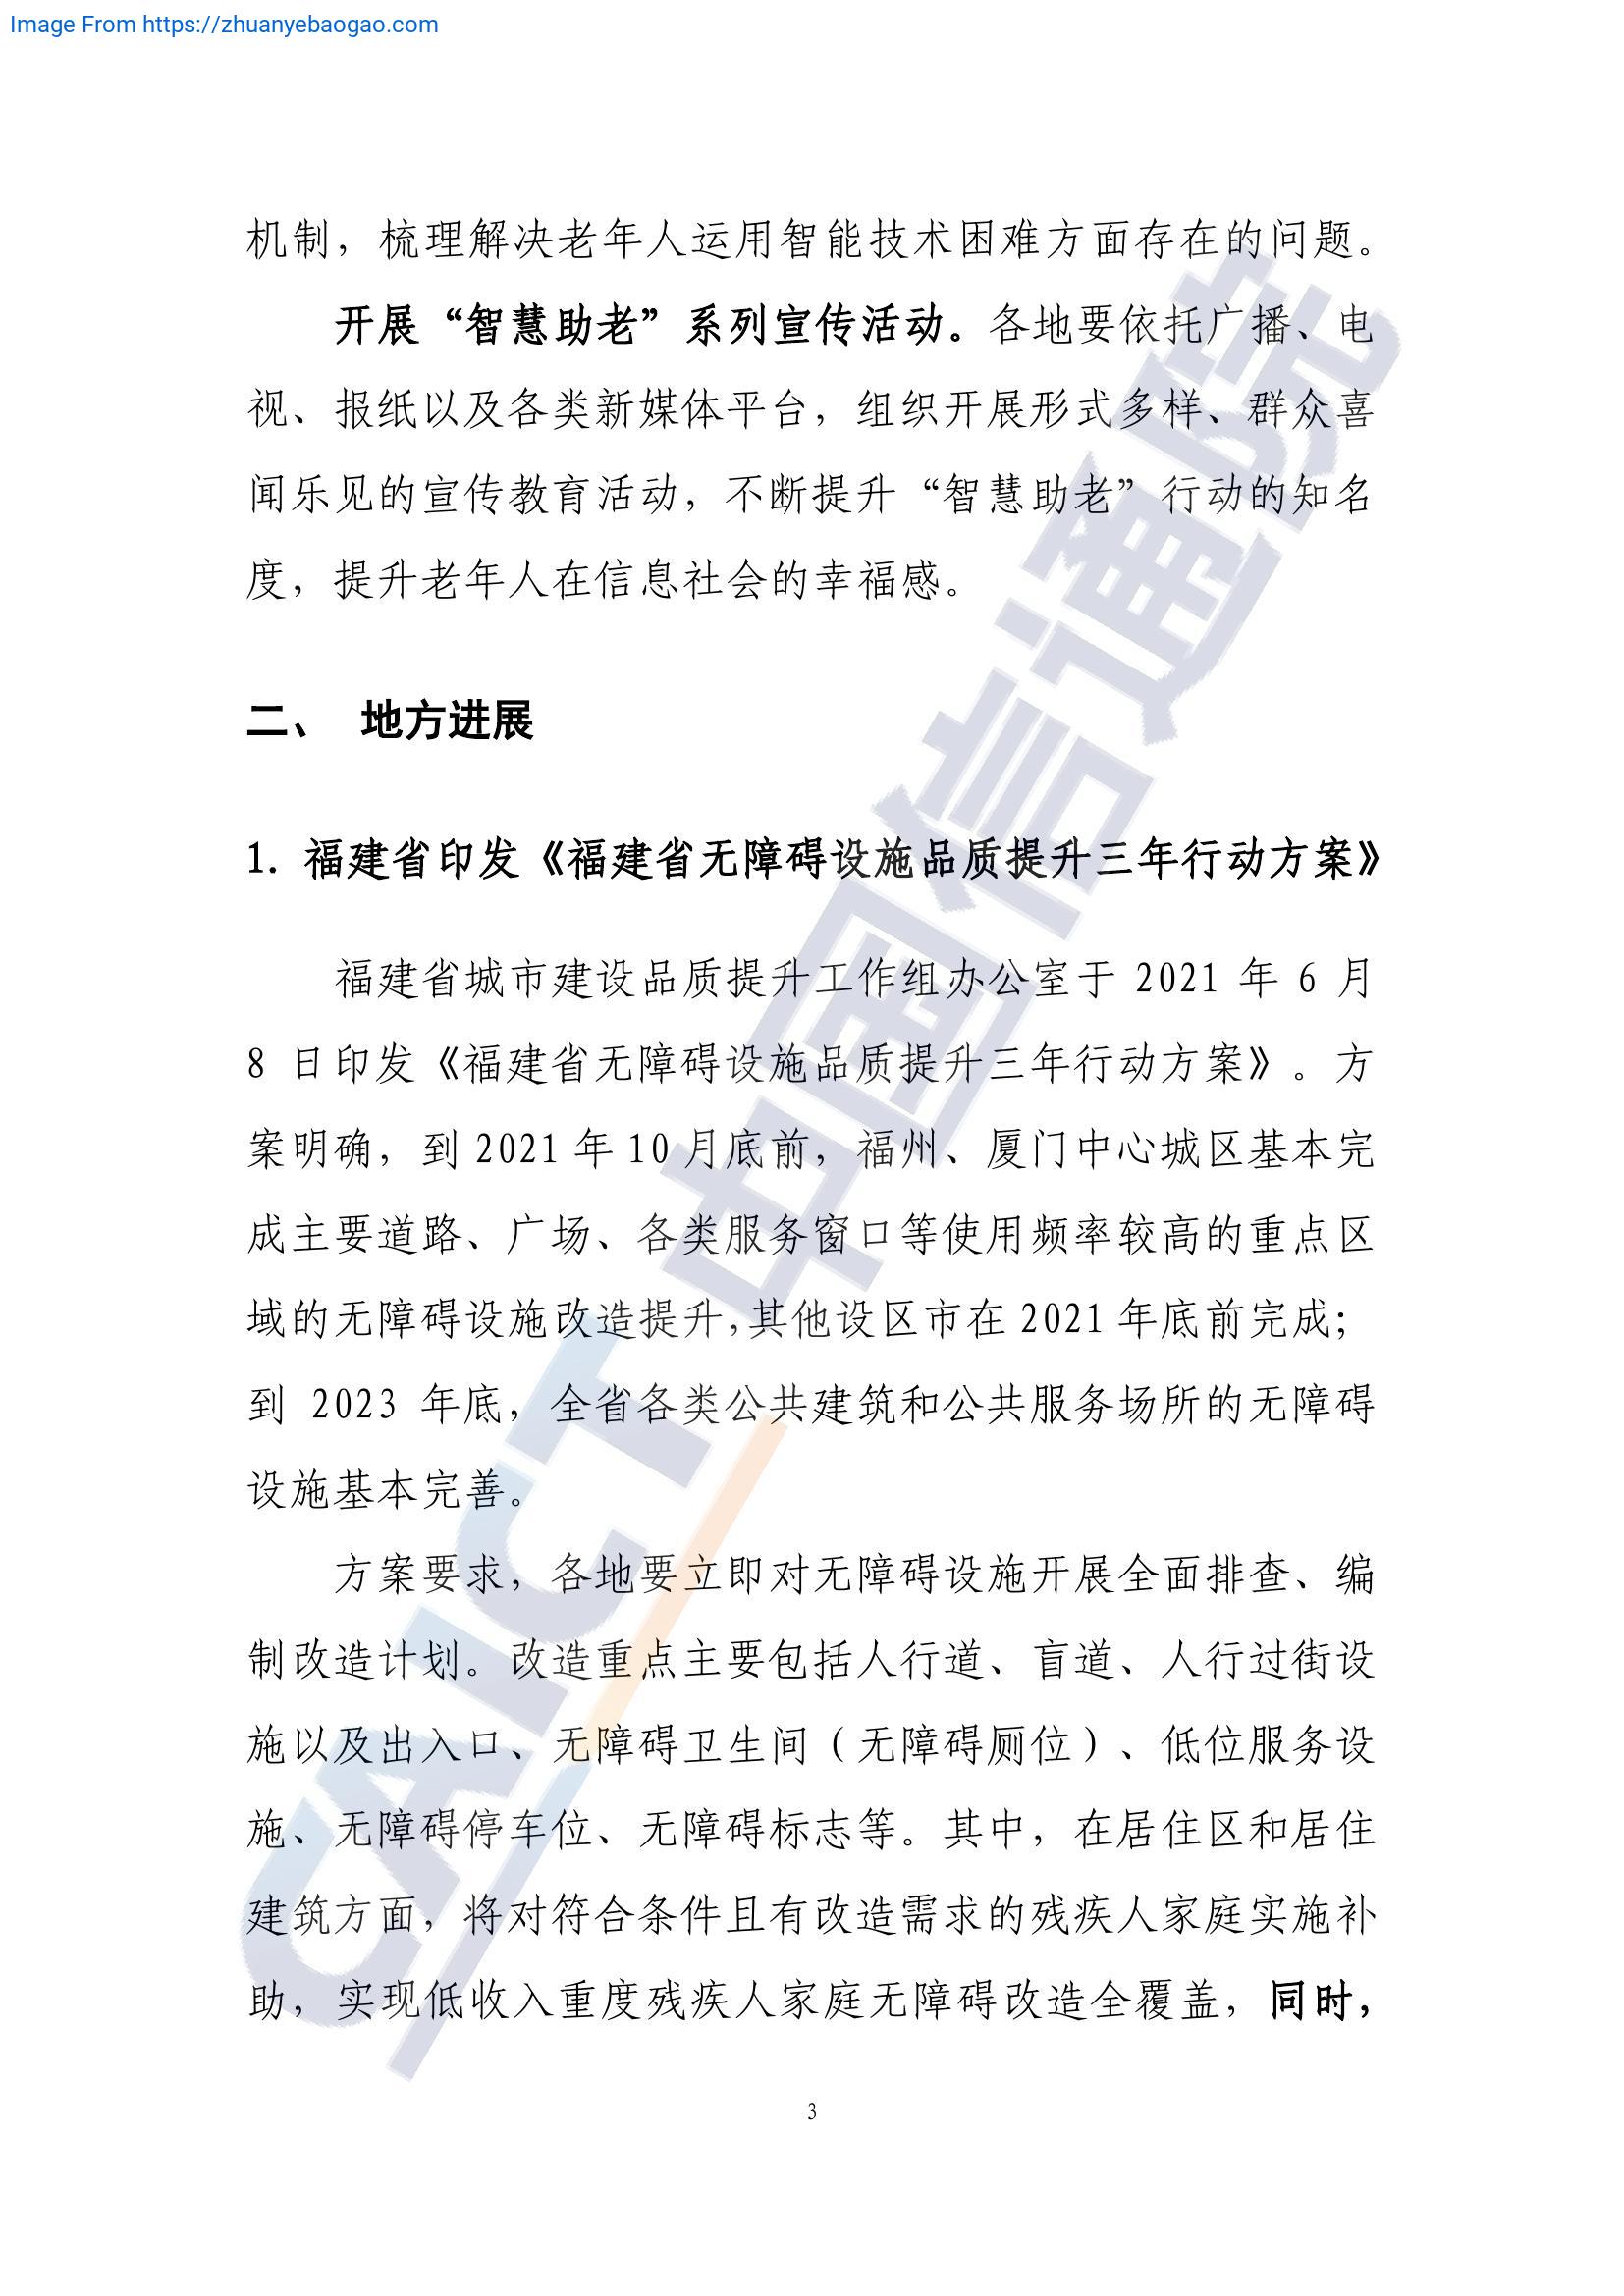 Image From https://zhuanyebaogao.com
机制，梳理解决老年人运用智能技术困难方面存在的问题。
开展“智慧助老”系列宣传活动。各地要依托广播、电
视、报纸以及各类新媒体平台，组织开展形式多样、群众喜
闻乐见的宣传教育活动，不断提升“智慧助老”行动的知名
度，提升老年人在信息社会的幸福感。
二、 地方进展
1. 福建省印发《福建省无障碍设施品质提升三年行动方案》
福建省城市建设品质提升工作组办公室于 2021 年 6 月
8 日印发《福建省无障碍设施品质提升三年行动方案》。方
案明确，到 2021 年 10 月底前，福州、厦门中心城区基本完
成主要道路、广场、各类服务窗口等使用频率较高的重点区
域的无障碍设施改造提升，其他设区市在 2021 年底前完成；
到 2023 年底，全省各类公共建筑和公共服务场所的无障碍
设施基本完善。
方案要求，各地要立即对无障碍设施开展全面排查、编
制改造计划。改造重点主要包括人行道、盲道、人行过街设
施以及出入口、无障碍卫生间（无障碍厕位）、低位服务设
施、无障碍停车位、无障碍标志等。其中，在居住区和居住
建筑方面，将对符合条件且有改造需求的残疾人家庭实施补
助，实现低收入重度残疾人家庭无障碍改造全覆盖，同时，
3
CAICT 中国信通院